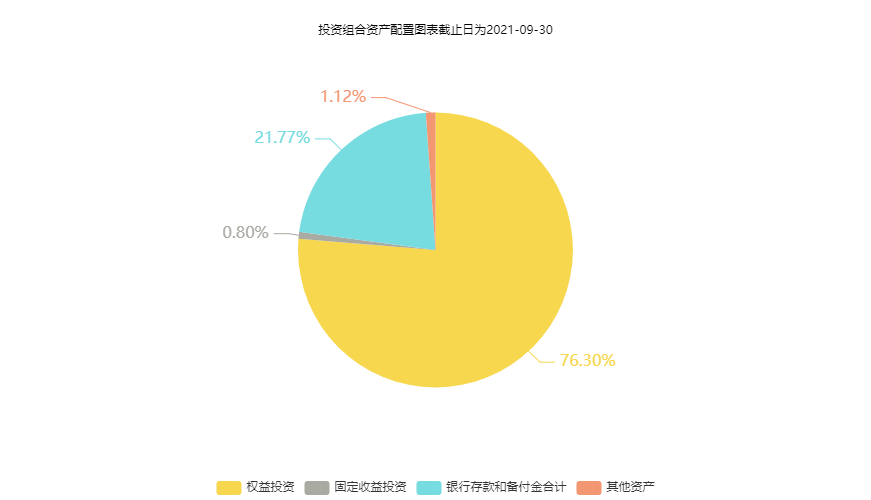 投资组合资产配置图表截止日为2021-09-30
1.12%
21.77%
0.80%
76.30%
权益投资 固定收益投资 银行存款和备付金合计 其他资产